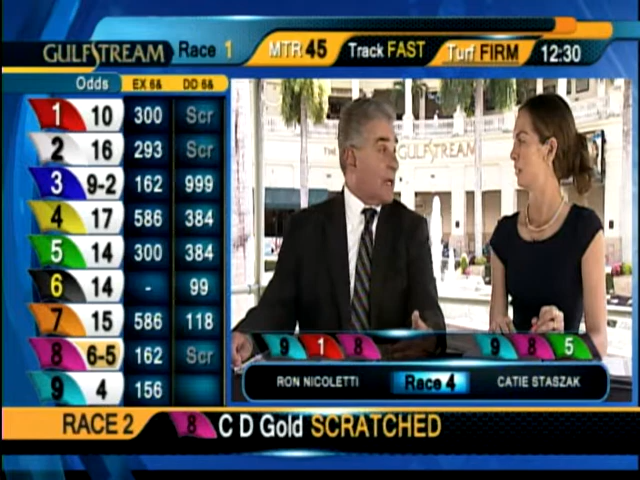 GULFSTREAM Race 1 MTR 45 Track FAST Turf FIRM 12:30
Odds EX 6& DD 6&
1 10 300 Scr
2 16 293 Scr
3 9-2 162 999
4 17 586 384
5 14 300 384
6 14 - 99
7 15 586 118
8 6-5 162 Scr
9 4 156
THE GULFSTREAM
9 1 8 9 8 5
RON NICOLETTI Race 4 CATIE STASZAK
RACE 2 8 C D Gold SCRATCHED